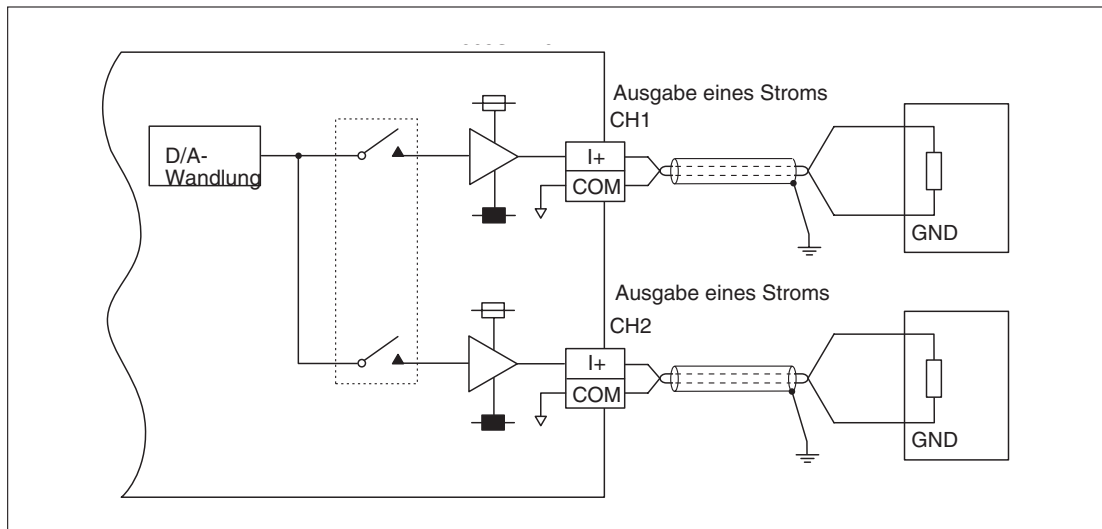 Ausgabe eines Stroms
CH1
D/A-
Wandlung
I+
COM
GND
Ausgabe eines Stroms
CH2
I+
COM
GND